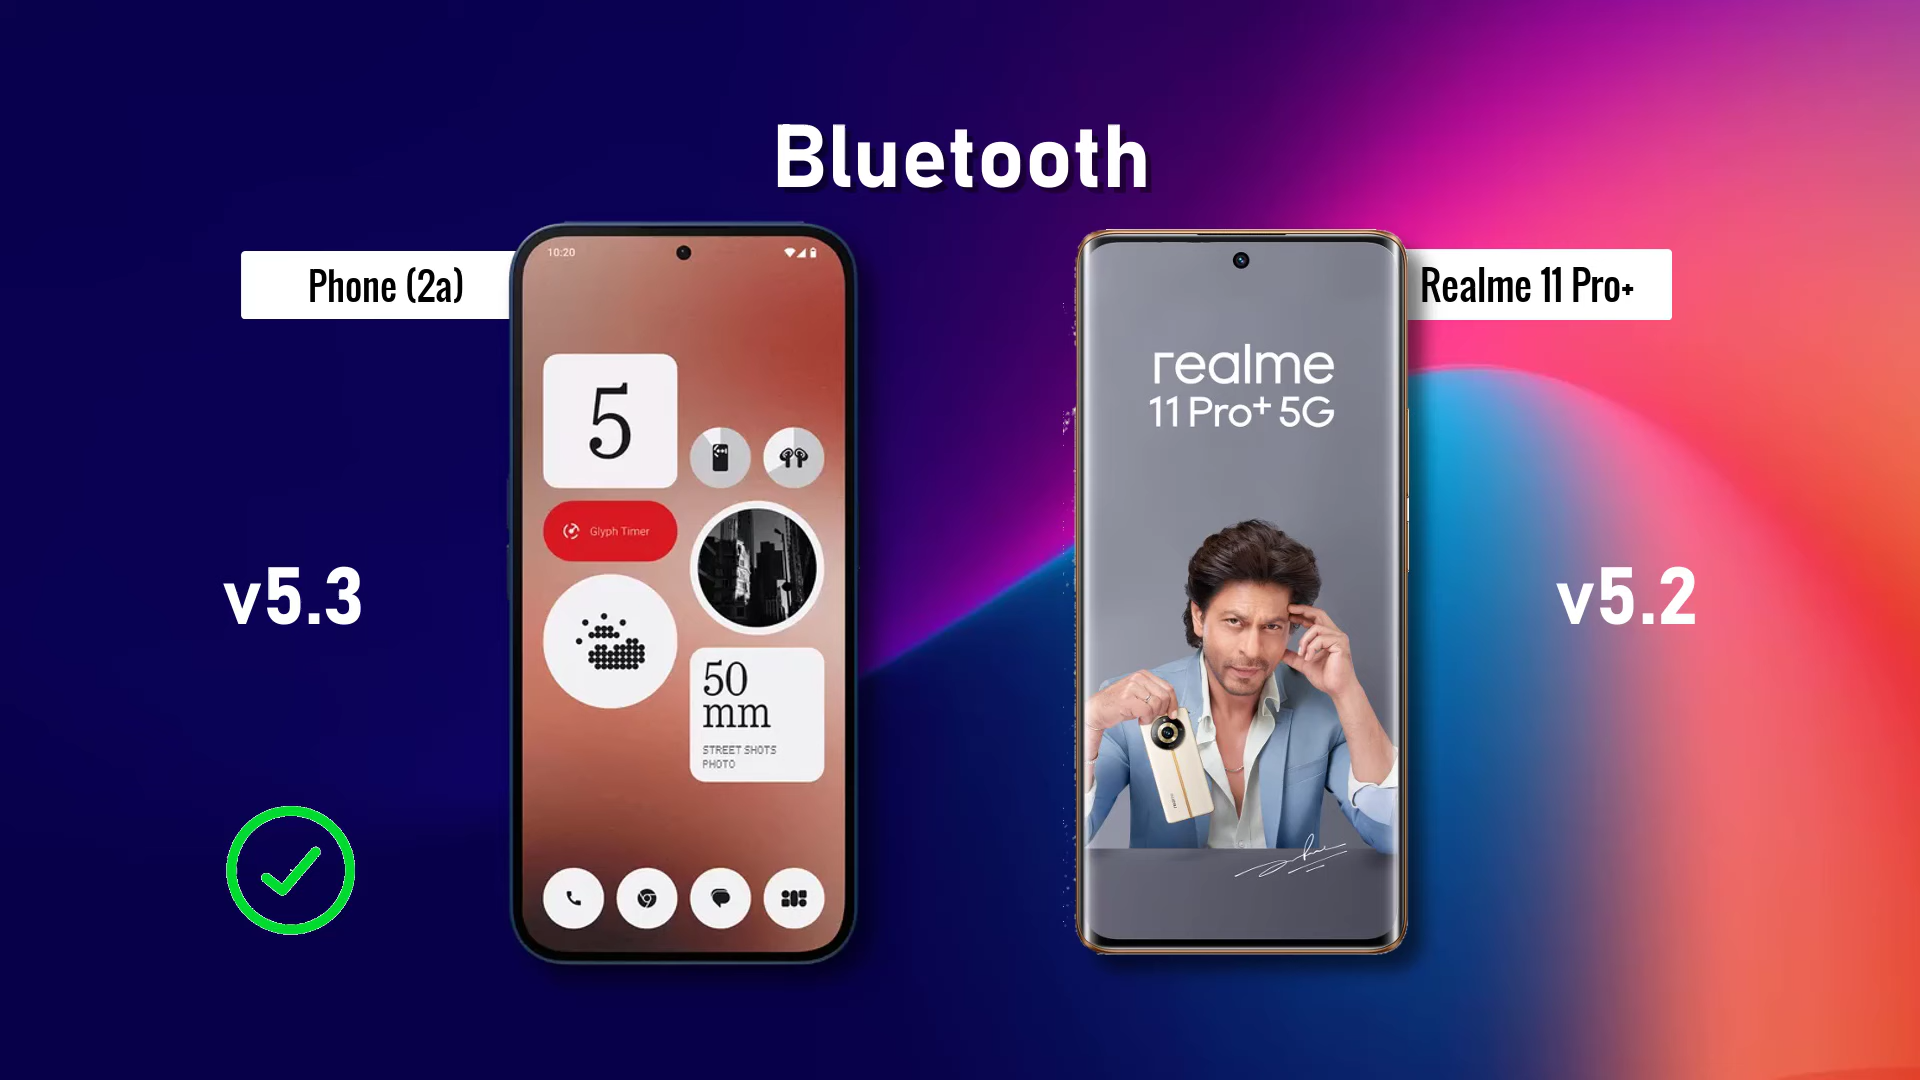 Bluetooth
Phone (2a)
Realme 11 Pro+
10:20
5
Glyph Timer
50
mm
STREET SHOTS
PHOTO
realme
11 Pro+ 5G
v5.3
v5.2